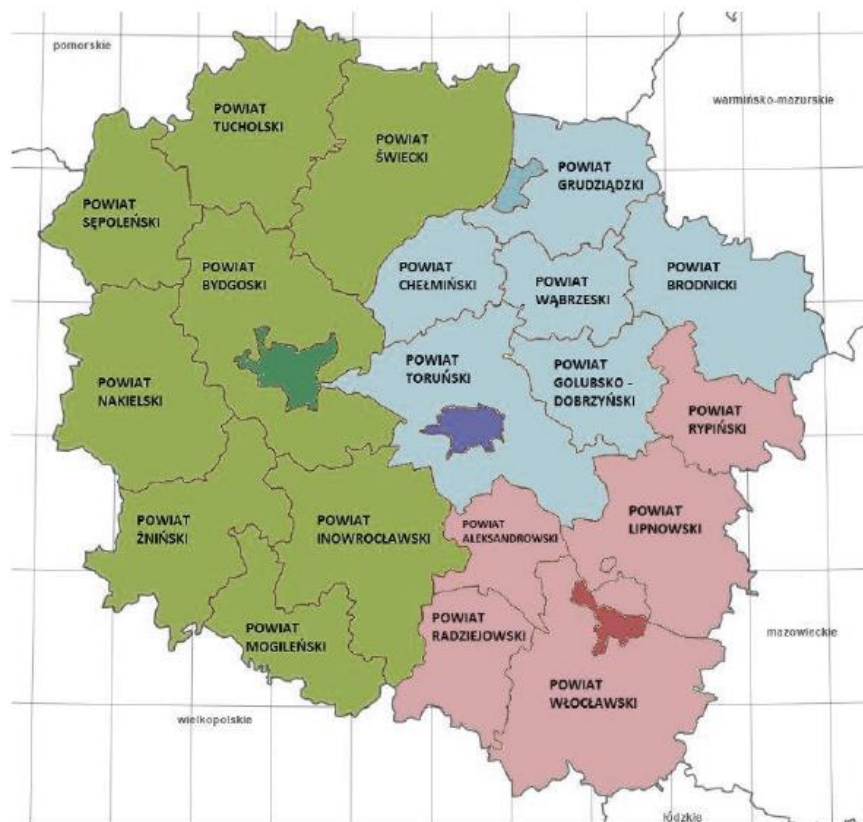 pomorskie
POWIAT
TUCHOLSKI
warmińsko-mazurskie
POWIAT
ŚWIECKI
POWIAT
GRUDZIĄDZKI
POWIAT
SĘPOLEŃSKI
POWIAT
BYDGOSKI
POWIAT
CHEŁMIŃSKI
POWIAT
WĄBRZESKI
POWIAT
BRODNICKI
POWIAT
NAKIELSKI
POWIAT
TORUŃSKI
POWIAT
GOLUBSKO -
DOBRZYŃSKI
POWIAT
RYPIŃSKI
POWIAT
ŻNIŃSKI
POWIAT
INOWROCŁAWSKI
POWIAT
ALEKSANDROWSKI
POWIAT
LIPNOWSKI
POWIAT
MOGILEŃSKI
POWIAT
RADZIEJOWSKI
mazowieckie
POWIAT
WŁOCŁAWSKI
wielkopolskie
łódzkie